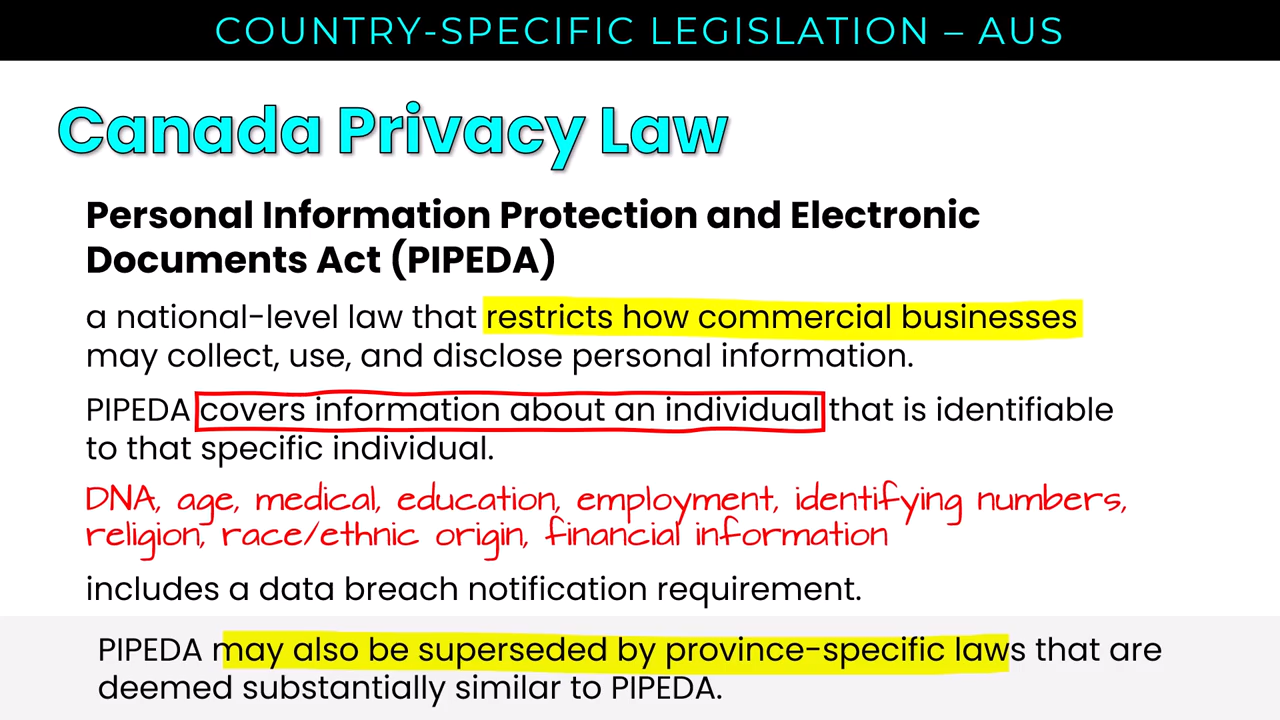 COUNTRY-SPECIFIC LEGISLATION – AUS
Canada Privacy Law
Personal Information Protection and Electronic
Documents Act (PIPEDA)
a national-level law that restricts how commercial businesses
may collect, use, and disclose personal information.
PIPEDA covers information about an individual that is identifiable
to that specific individual.
DNA, age, medical, education, employment, identifying numbers,
religion, race/ethnic origin, financial information
includes a data breach notification requirement.
PIPEDA may also be superseded by province-specific laws that are
deemed substantially similar to PIPEDA.